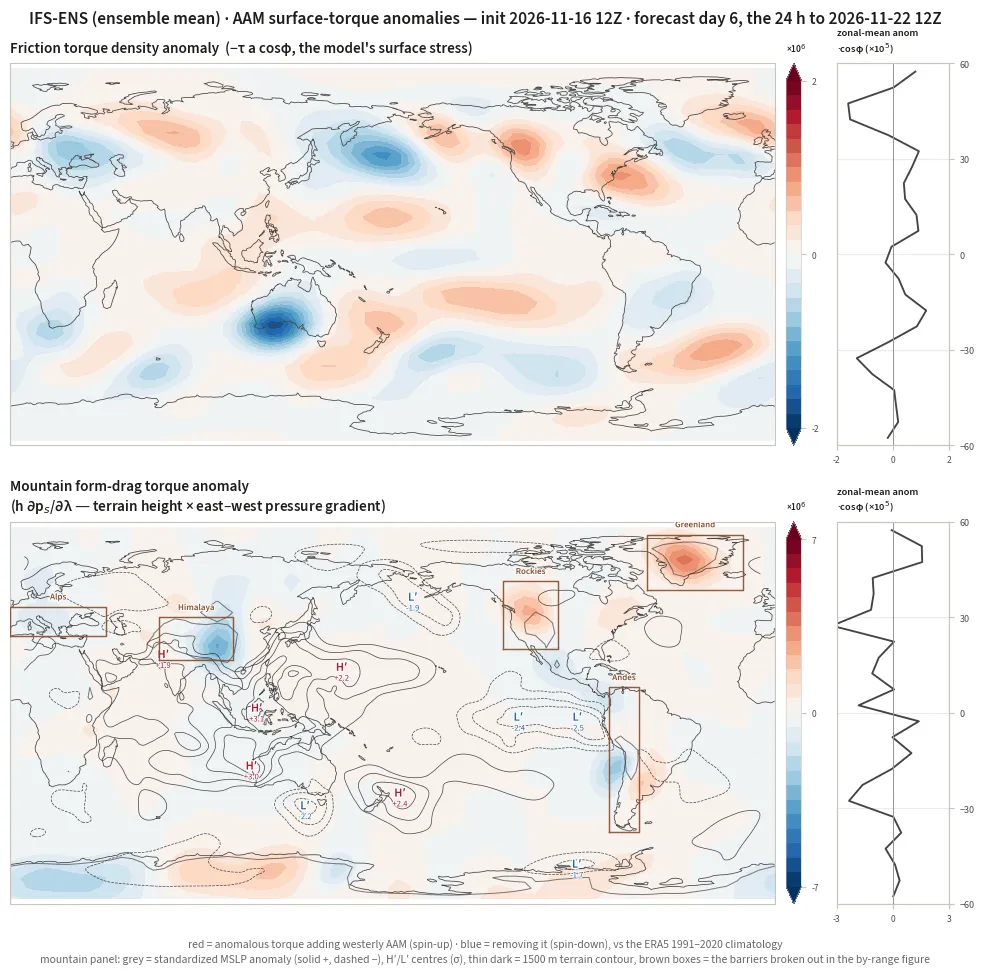 IFS-ENS (ensemble mean) · AAM surface-torque anomalies — init 2026-11-16 12Z · forecast day 6, the 24 h to 2026-11-22 12Z
Friction torque density anomaly (−τ a cosϕ, the model's surface stress)
×10⁶
zonal-mean anom
·cosϕ (×10⁵)
2
0
-2
60
30
0
−30
−60
-2
0
2
Mountain form-drag torque anomaly
(h ∂pₛ/∂λ — terrain height × east–west pressure gradient)
×10⁶
zonal-mean anom
·cosϕ (×10⁵)
Greenland
Rockies
Alps
Himalaya
Andes
L′
-1.9
H′
+1.9
H′
+2.2
H′
+3.1
L′
-2.4
L′
-2.5
H′
+3.0
H′
+2.4
L′
-2.2
L′
-1.7
7
0
-7
60
30
0
−30
−60
-3
0
3
red = anomalous torque adding westerly AAM (spin-up) · blue = removing it (spin-down), vs the ERA5 1991–2020 climatology
mountain panel: grey = standardized MSLP anomaly (solid +, dashed –), H′/L′ centres (σ), thin dark = 1500 m terrain contour, brown boxes = the barriers broken out in the by-range figure